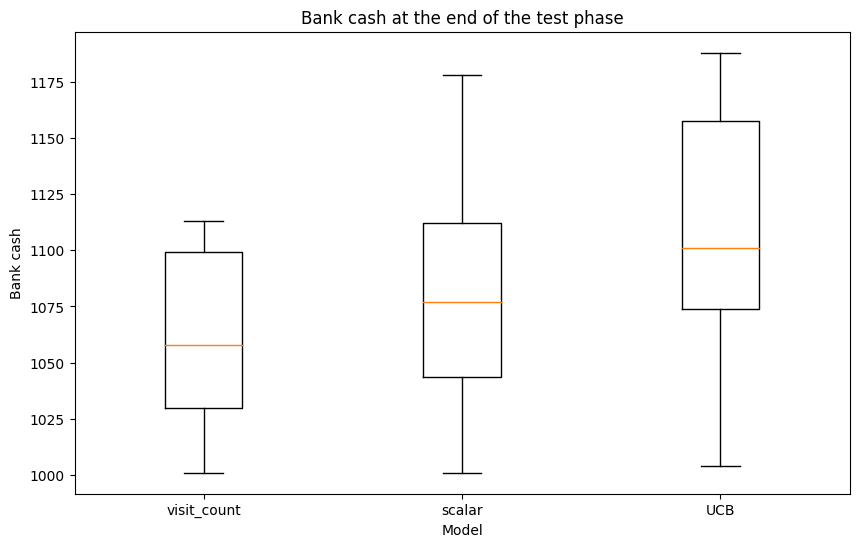 Bank cash at the end of the test phase
1175
1150
1125
1100
1075
1050
1025
1000
Bank cash
visit_count
scalar
UCB
Model